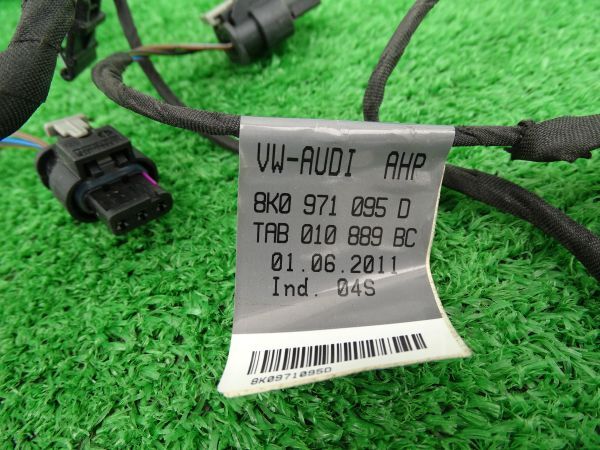 VW-AUDI AHP
8K0 971 095 D
TAB 010 889 BC
01.06.2011
Ind. 04S
8K0971095D